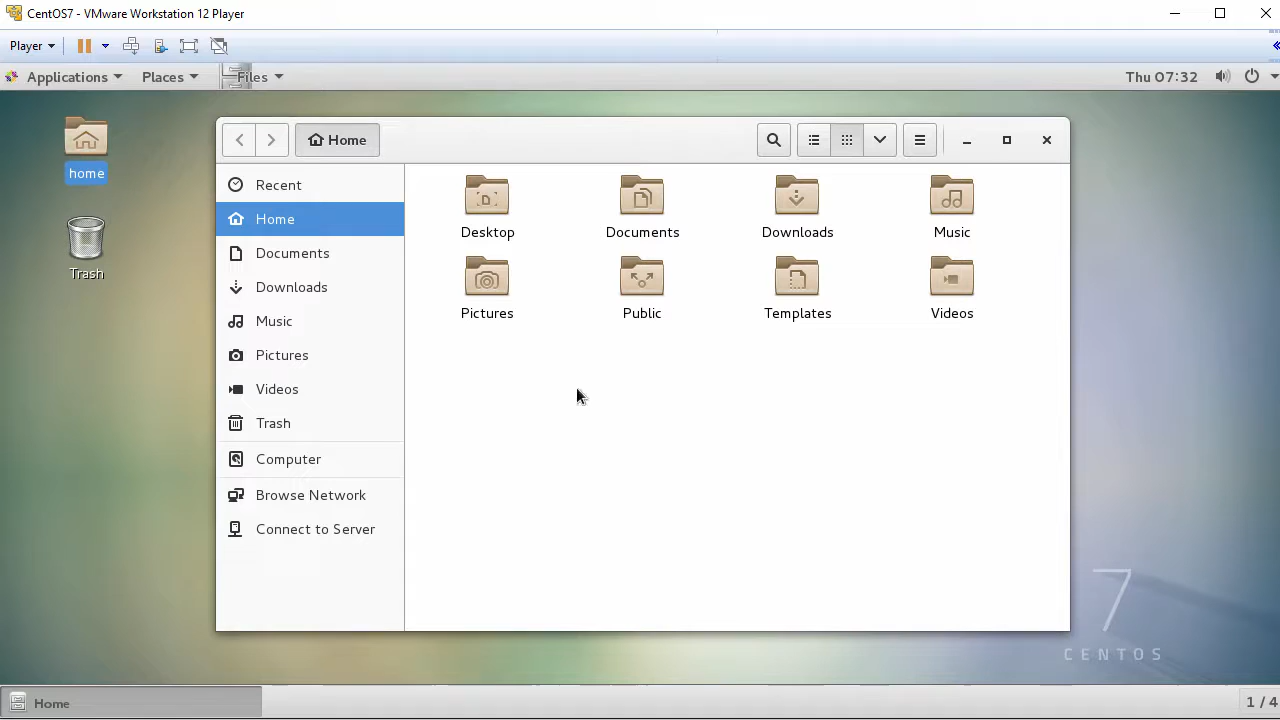 CentOS7 - VMware Workstation 12 Player
Player
Applications Places Files Thu 07:32
home
Trash
Home
Recent
Home
Documents
Downloads
Music
Pictures
Videos
Trash
Computer
Browse Network
Connect to Server
Desktop Documents Downloads Music
Pictures Public Templates Videos
7
CENTOS
Home 1 / 4